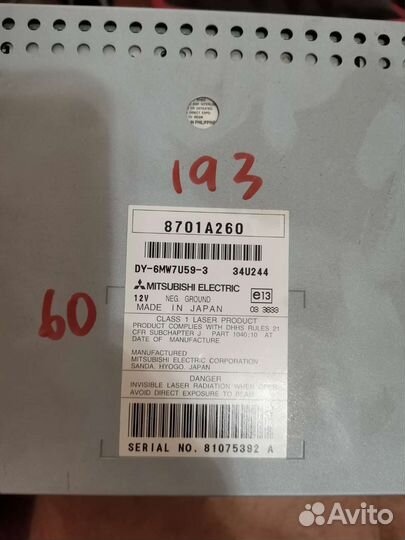 193
8701A260
DY-6MW7U59-3 34U244
MITSUBISHI ELECTRIC
12V NEG. GROUND e13
MADE IN JAPAN 03 3833
CLASS 1 LASER PRODUCT
PRODUCT COMPLIES WITH DHHS RULES 21
CFR SUBCHAPTER J PART 1040.10 AT
DATE OF MANUFACTURE
60
MANUFACTURED
MITSUBISHI ELECTRIC CORPORATION
SANDA, HYOGO, JAPAN
DANGER
INVISIBLE LASER RADIATION WHEN OPEN
AVOID DIRECT EXPOSURE TO BEAM
SERIAL NO. 81075392 A
Avito